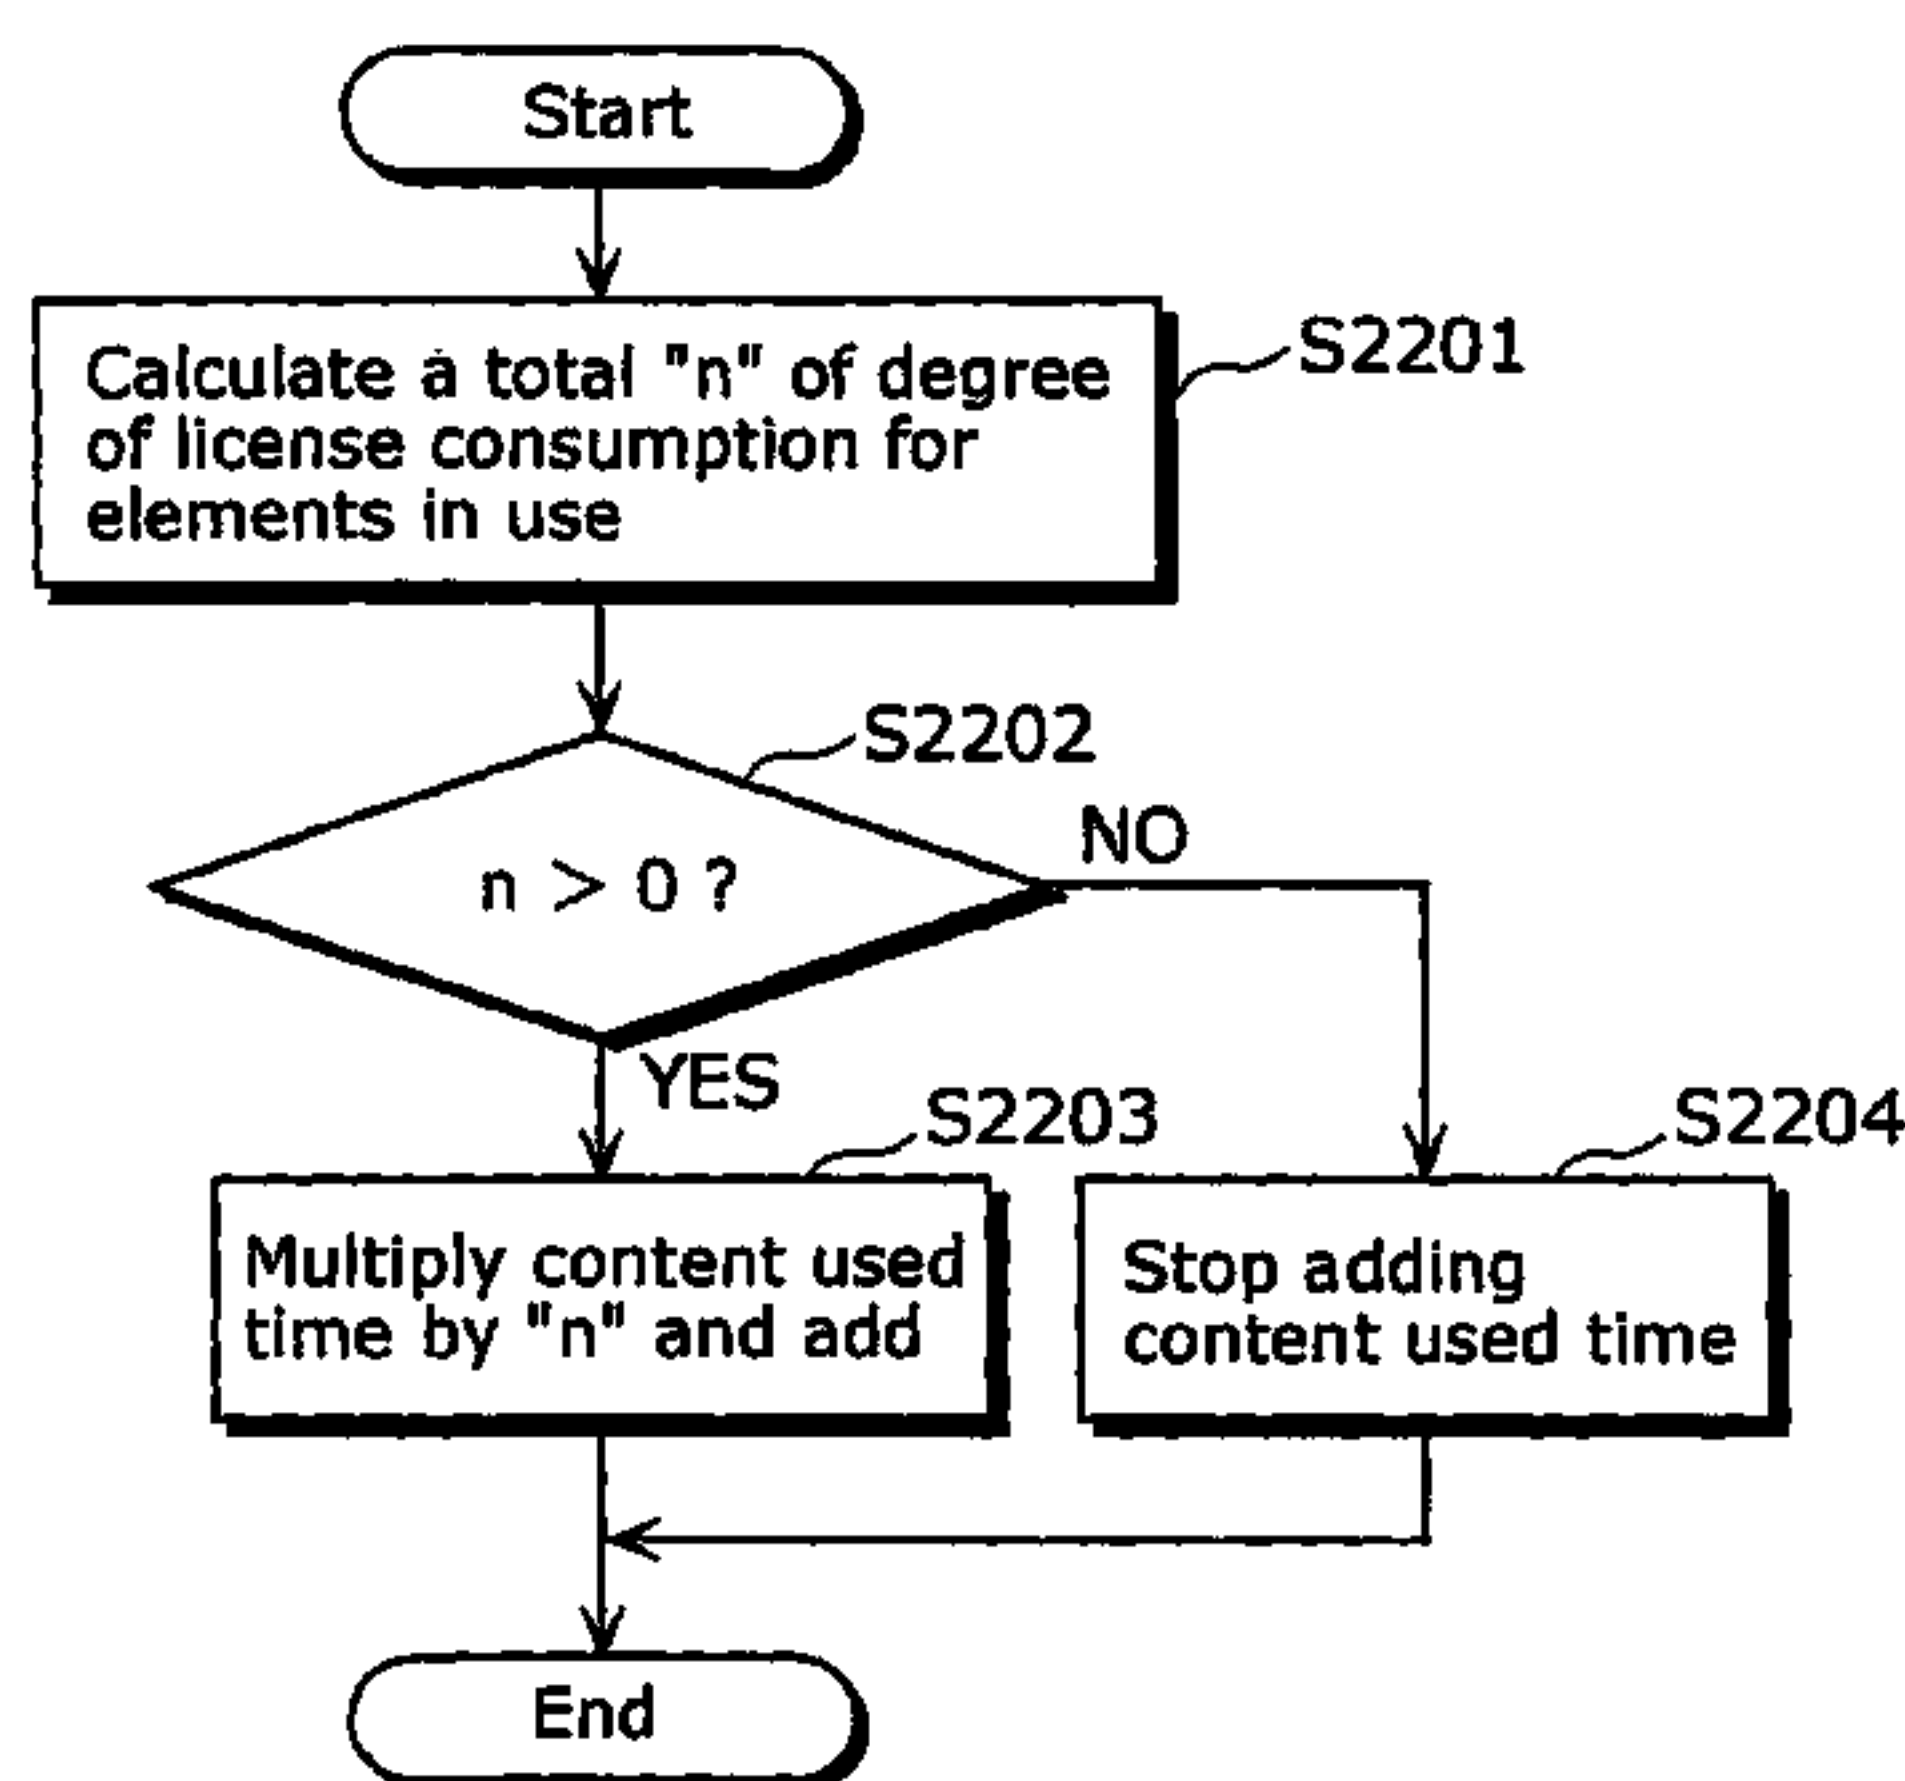 Start
Calculate a total "n" of degree
of license consumption for
elements in use
S2201
S2202
n > 0 ?
NO
YES
S2203
Multiply content used
time by "n" and add
S2204
Stop adding
content used time
End